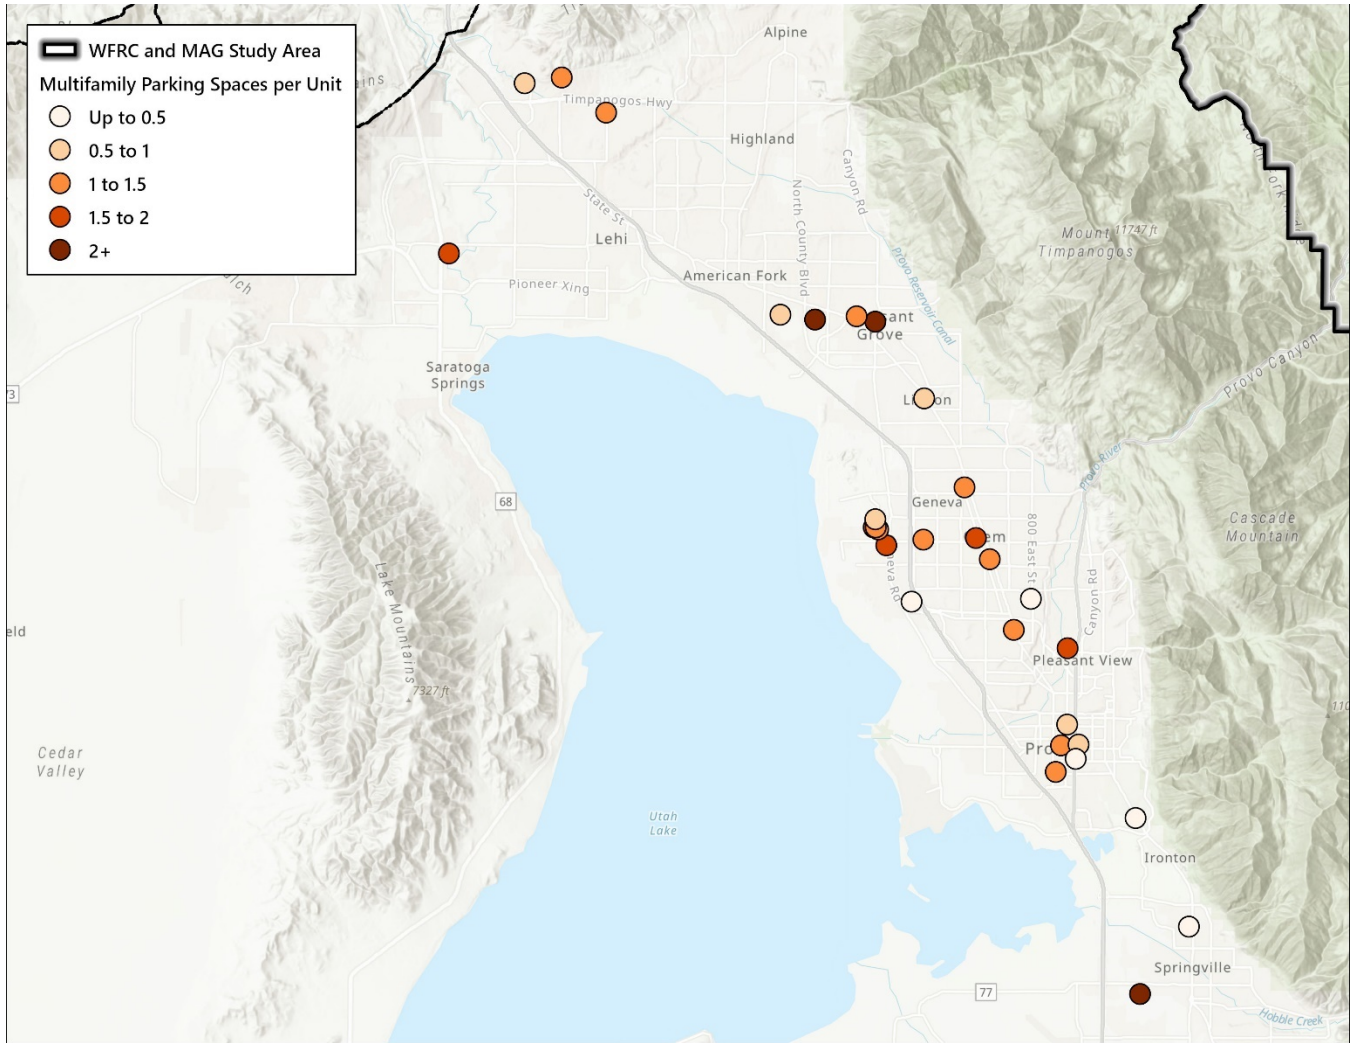 WFRC and MAG Study Area
Multifamily Parking Spaces per Unit
Up to 0.5
0.5 to 1
1 to 1.5
1.5 to 2
2+
Alpine
Timpanogos Hwy
Highland
Canyon Rd
North County Blvd
State St
Lehi
American Fork
Pioneer Xing
Provo Reservoir Canal
Mount 11747 ft
Timpanogos
Grove
Provo Canyon
Saratoga
Springs
68
Provo River
Geneva
800 East St
Canyon Rd
Cascade
Mountain
Lake Mountains
7327 ft
Pleasant View
Cedar
Valley
Utah
Lake
Ironton
Springville
77
Hobble Creek